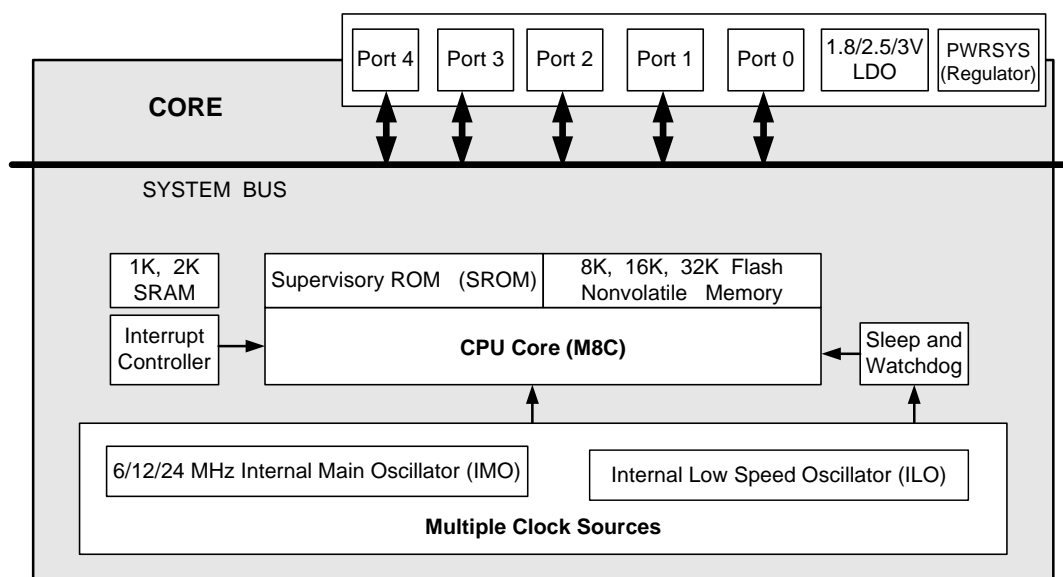 Port 4
Port 3
Port 2
Port 1
Port 0
1.8/2.5/3V
LDO
PWRSYS
(Regulator)
CORE
SYSTEM BUS
1K, 2K
SRAM
Supervisory ROM (SROM)
8K, 16K, 32K Flash
Nonvolatile Memory
Interrupt
Controller
CPU Core (M8C)
Sleep and
Watchdog
6/12/24 MHz Internal Main Oscillator (IMO)
Internal Low Speed Oscillator (ILO)
Multiple Clock Sources